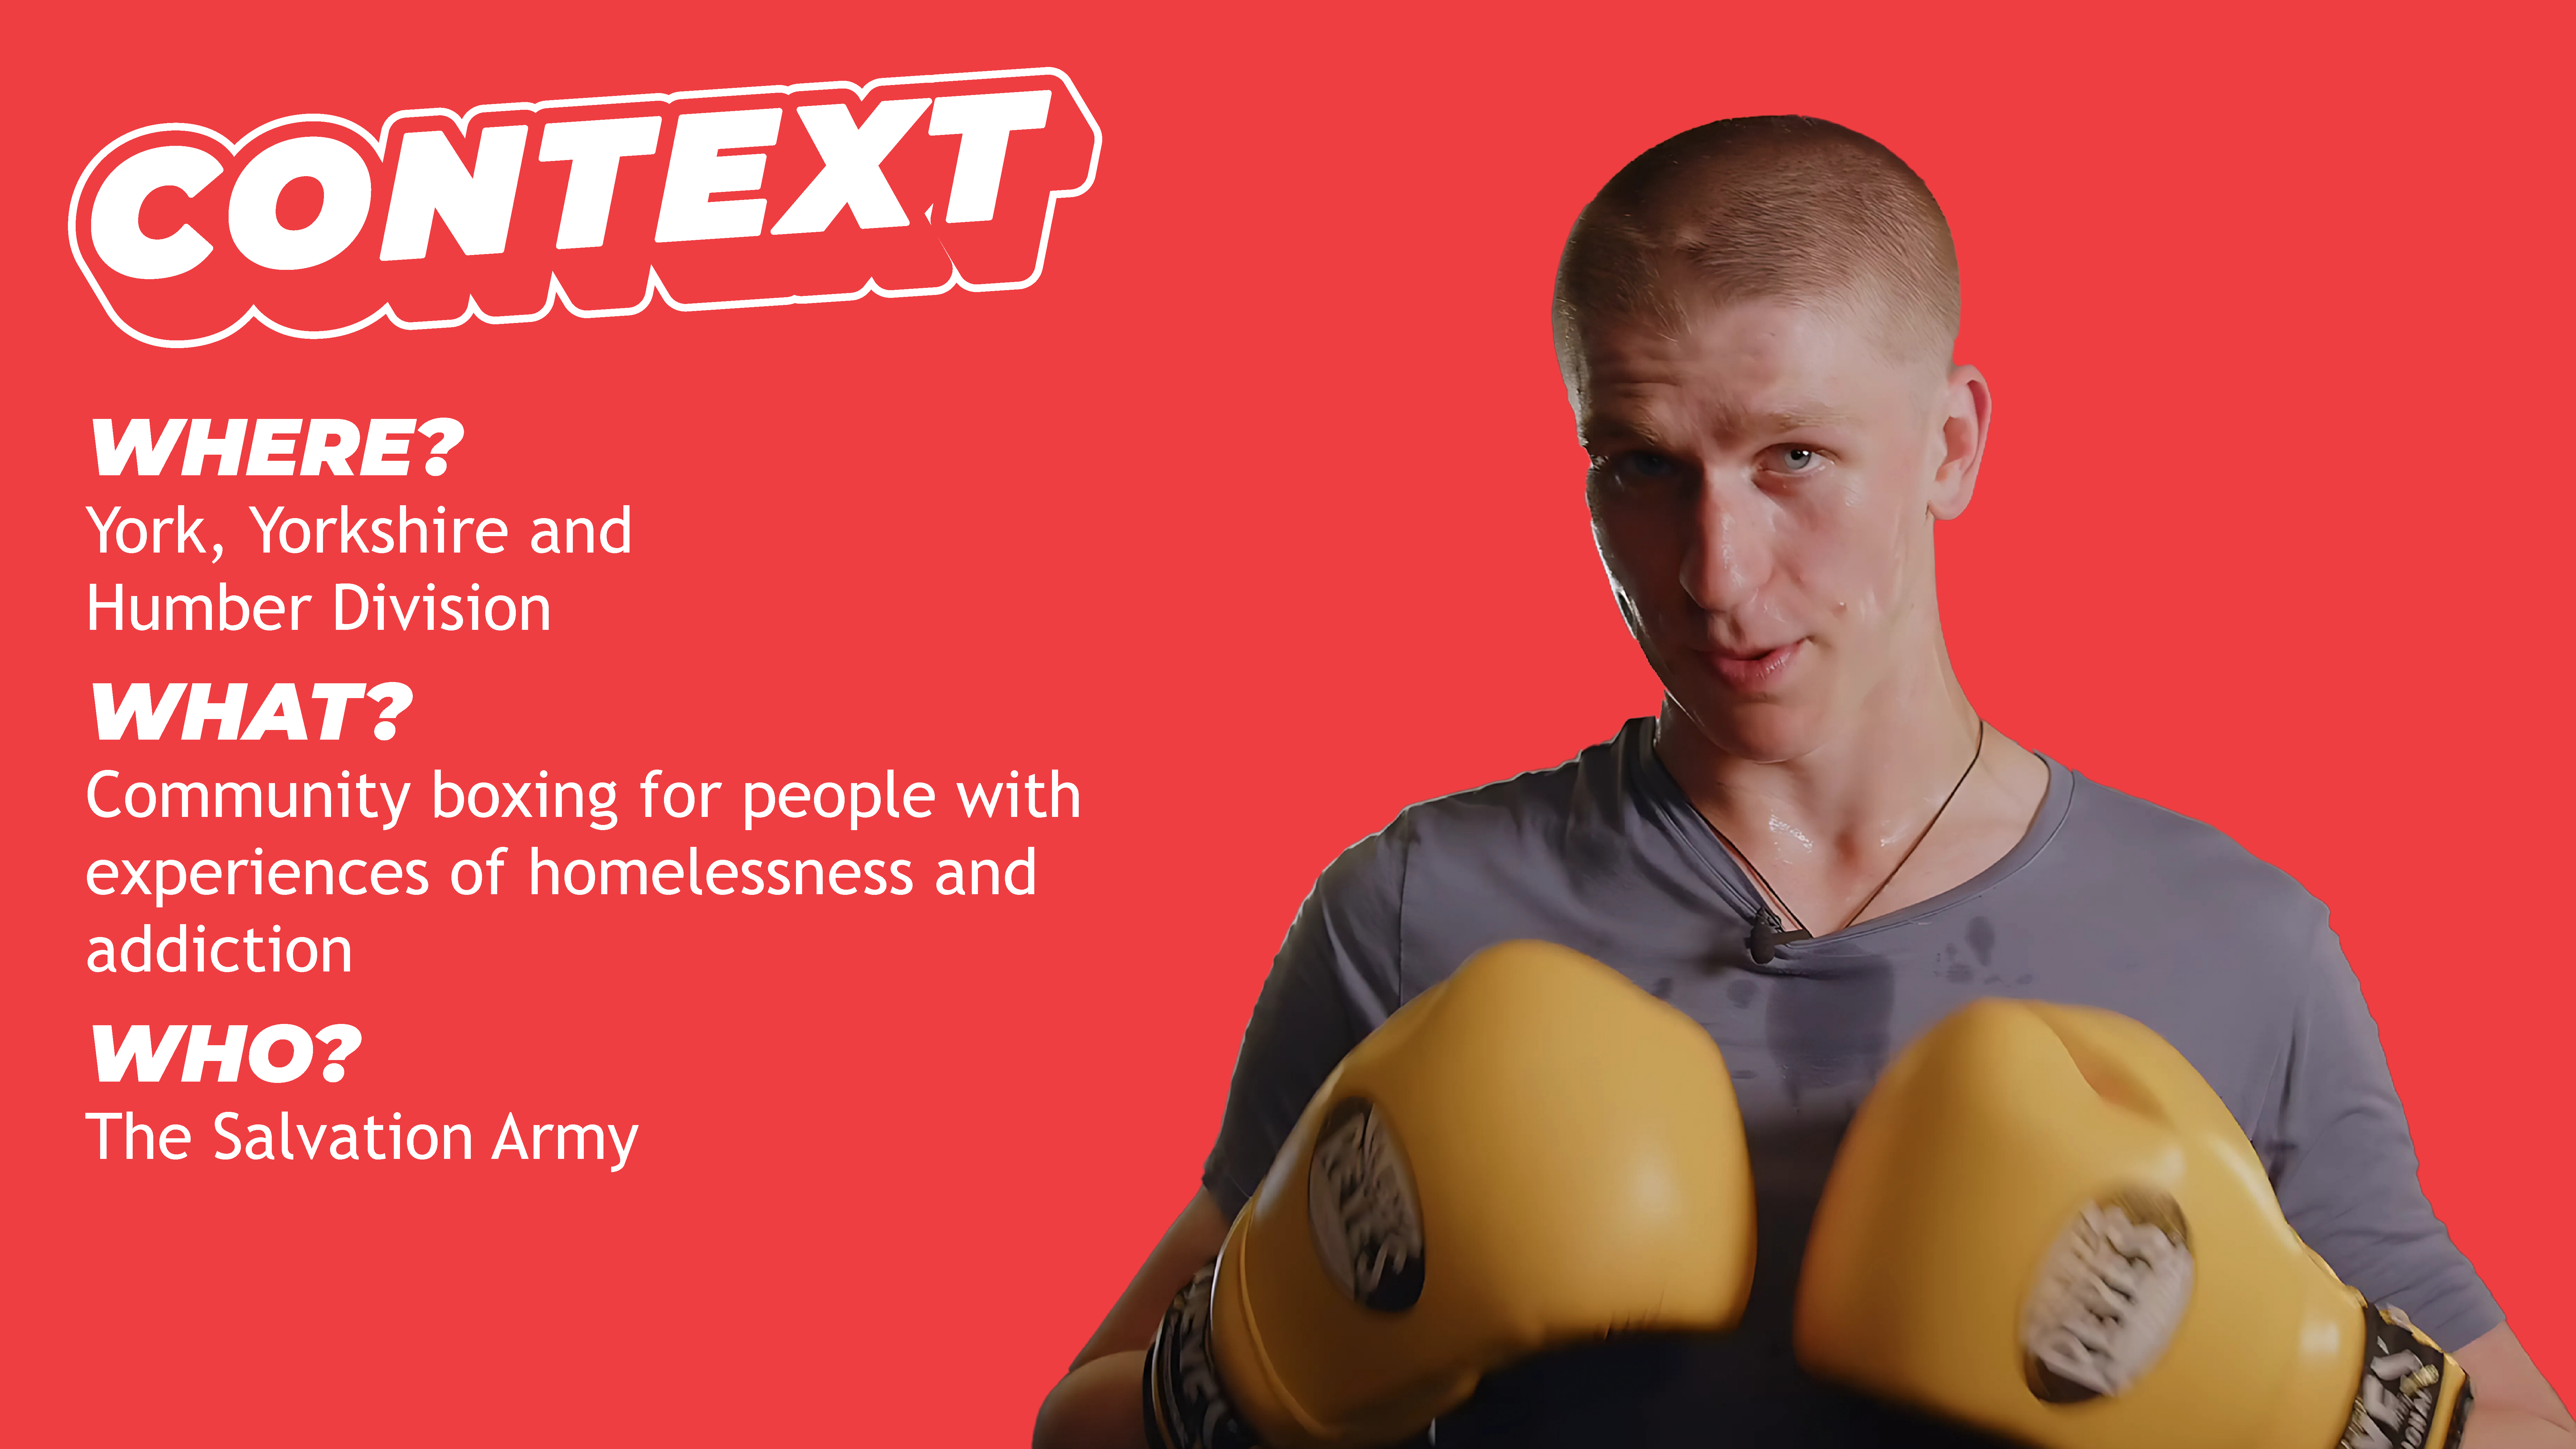 CONTEXT
WHERE?
York, Yorkshire and
Humber Division
WHAT?
Community boxing for people with
experiences of homelessness and
addiction
WHO?
The Salvation Army